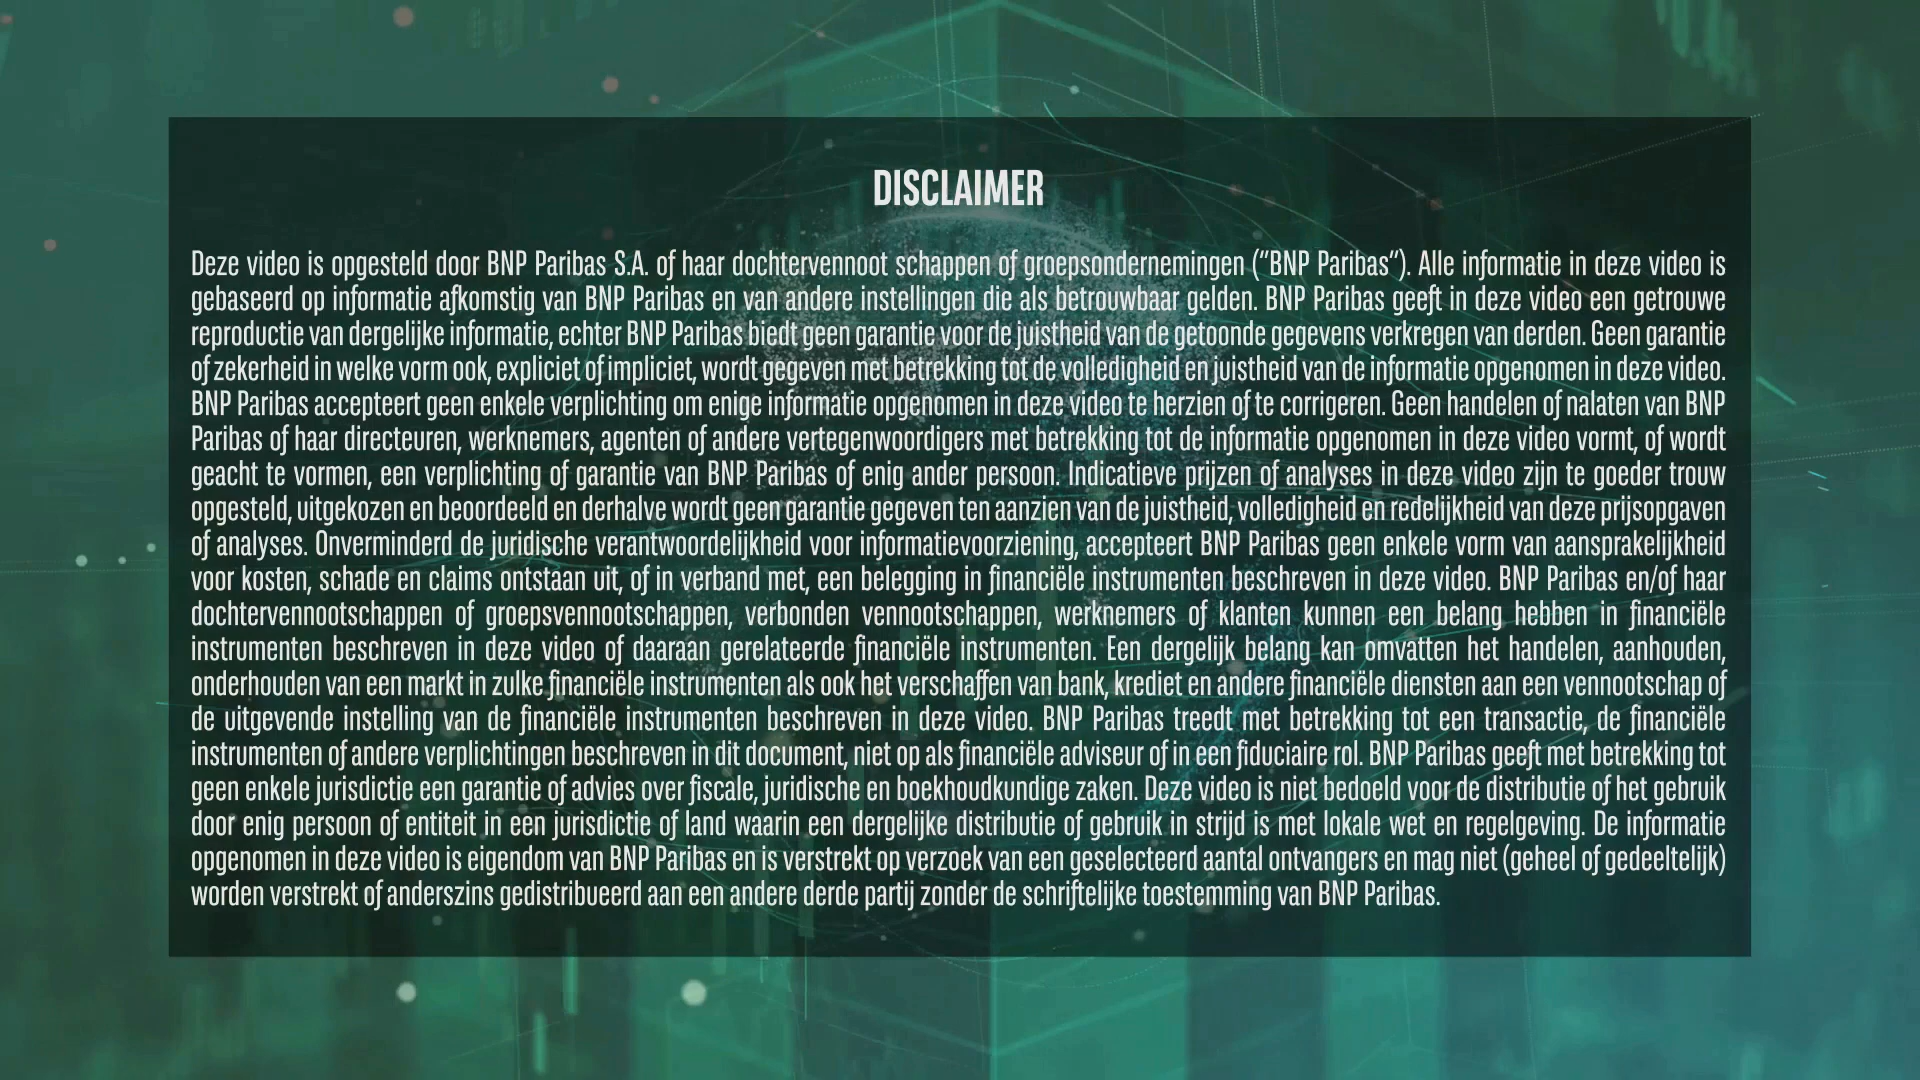 DISCLAIMER
Deze video is opgesteld door BNP Paribas S.A. of haar dochtervennoot schappen of groepsondernemingen (“BNP Paribas“). Alle informatie in deze video is
gebaseerd op informatie afkomstig van BNP Paribas en van andere instellingen die als betrouwbaar gelden. BNP Paribas geeft in deze video een getrouwe
reproductie van dergelijke informatie, echter BNP Paribas biedt geen garantie voor de juistheid van de getoonde gegevens verkregen van derden. Geen garantie
of zekerheid in welke vorm ook, expliciet of impliciet, wordt gegeven met betrekking tot de volledigheid en juistheid van de informatie opgenomen in deze video.
BNP Paribas accepteert geen enkele verplichting om enige informatie opgenomen in deze video te herzien of te corrigeren. Geen handelen of nalaten van BNP
Paribas of haar directeuren, werknemers, agenten of andere vertegenwoordigers met betrekking tot de informatie opgenomen in deze video vormt, of wordt
geacht te vormen, een verplichting of garantie van BNP Paribas of enig ander persoon. Indicatieve prijzen of analyses in deze video zijn te goeder trouw
opgesteld, uitgekozen en beoordeeld en derhalve wordt geen garantie gegeven ten aanzien van de juistheid, volledigheid en redelijkheid van deze prijsopgaven
of analyses. Onverminderd de juridische verantwoordelijkheid voor informatievoorziening, accepteert BNP Paribas geen enkele vorm van aansprakelijkheid
voor kosten, schade en claims ontstaan uit, of in verband met, een belegging in financiële instrumenten beschreven in deze video. BNP Paribas en/of haar
dochtervennootschappen of groepsvennootschappen, verbonden vennootschappen, werknemers of klanten kunnen een belang hebben in financiële
instrumenten beschreven in deze video of daaraan gerelateerde financiële instrumenten. Een dergelijk belang kan omvatten het handelen, aanhouden,
onderhouden van een markt in zulke financiële instrumenten als ook het verschaffen van bank, krediet en andere financiële diensten aan een vennootschap of
de uitgevende instelling van de financiële instrumenten beschreven in deze video. BNP Paribas treedt met betrekking tot een transactie, de financiële
instrumenten of andere verplichtingen beschreven in dit document, niet op als financiële adviseur of in een fiduciaire rol. BNP Paribas geeft met betrekking tot
geen enkele jurisdictie een garantie of advies over fiscale, juridische en boekhoudkundige zaken. Deze video is niet bedoeld voor de distributie of het gebruik
door enig persoon of entiteit in een jurisdictie of land waarin een dergelijke distributie of gebruik in strijd is met lokale wet en regelgeving. De informatie
opgenomen in deze video is eigendom van BNP Paribas en is verstrekt op verzoek van een geselecteerd aantal ontvangers en mag niet (geheel of gedeeltelijk)
worden verstrekt of anderszins gedistribueerd aan een andere derde partij zonder de schriftelijke toestemming van BNP Paribas.